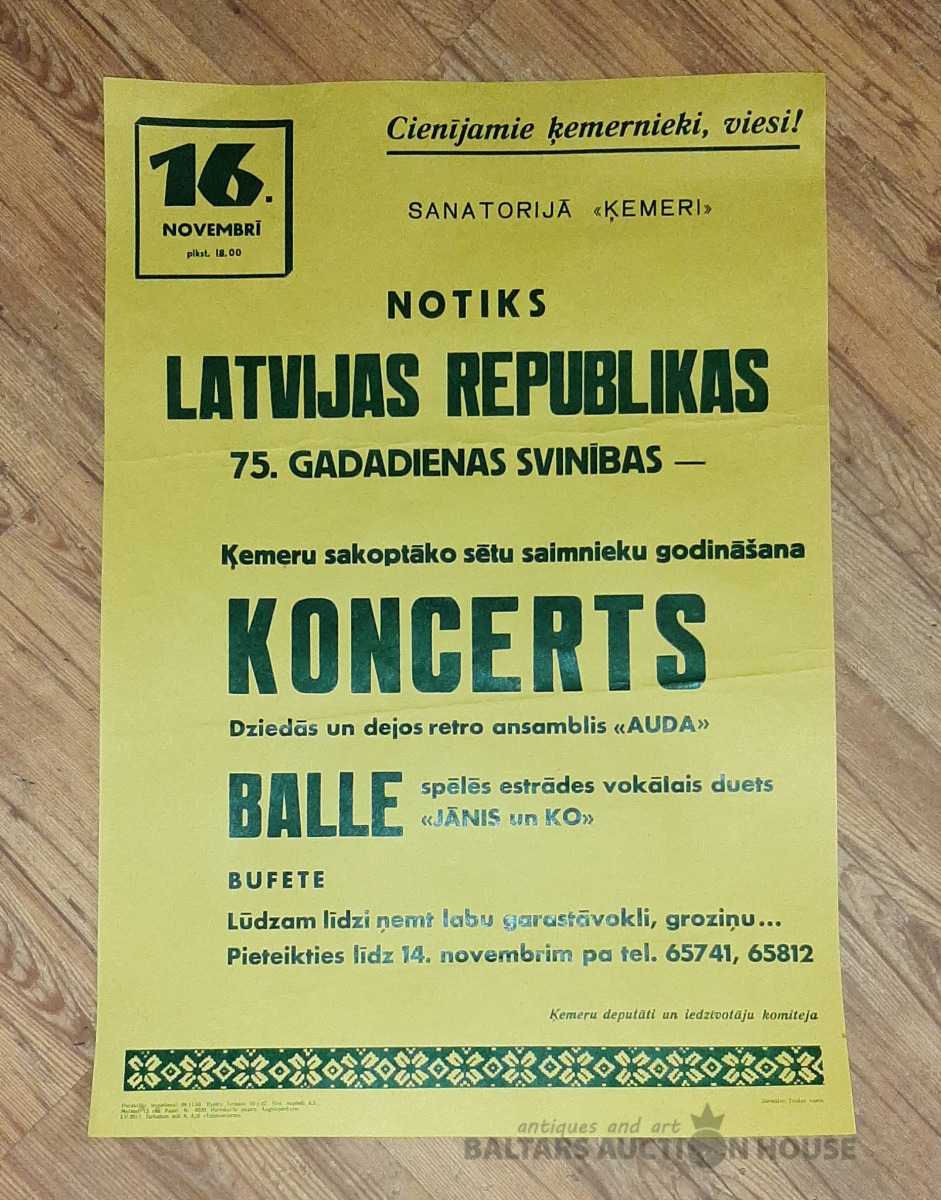 16.
NOVEMBRĪ
plkst. 18.00
Cienījamie ķemernieki, viesi!
SANATORIJĀ «ĶEMERI»
NOTIKS
LATVIJAS REPUBLIKAS
75. GADADIENAS SVINĪBAS —
Ķemeru sakoptāko sētu saimnieku godināšana
KONCERTS
Dziedās un dejos retro ansamblis «AUDA»
BALLE
spēlēs estrādes vokālais duets
«JĀNIS un KO»
BUFETE
Lūdzam līdzi ņemt labu garastāvokli, groziņu...
Pieteikties līdz 14. novembrim pa tel. 65741, 65812
Ķemeru deputāti un iedzīvotāju komiteja
antiques and art
BALTARS AUCTION HOUSE